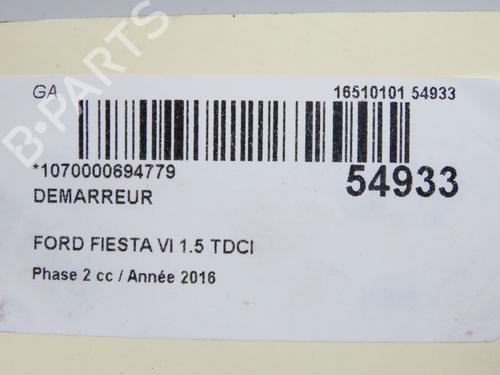 GA 16510101 54933
*1070000694779 54933
DEMARREUR
FORD FIESTA VI 1.5 TDCI
Phase 2 cc / Année 2016
B-PARTS